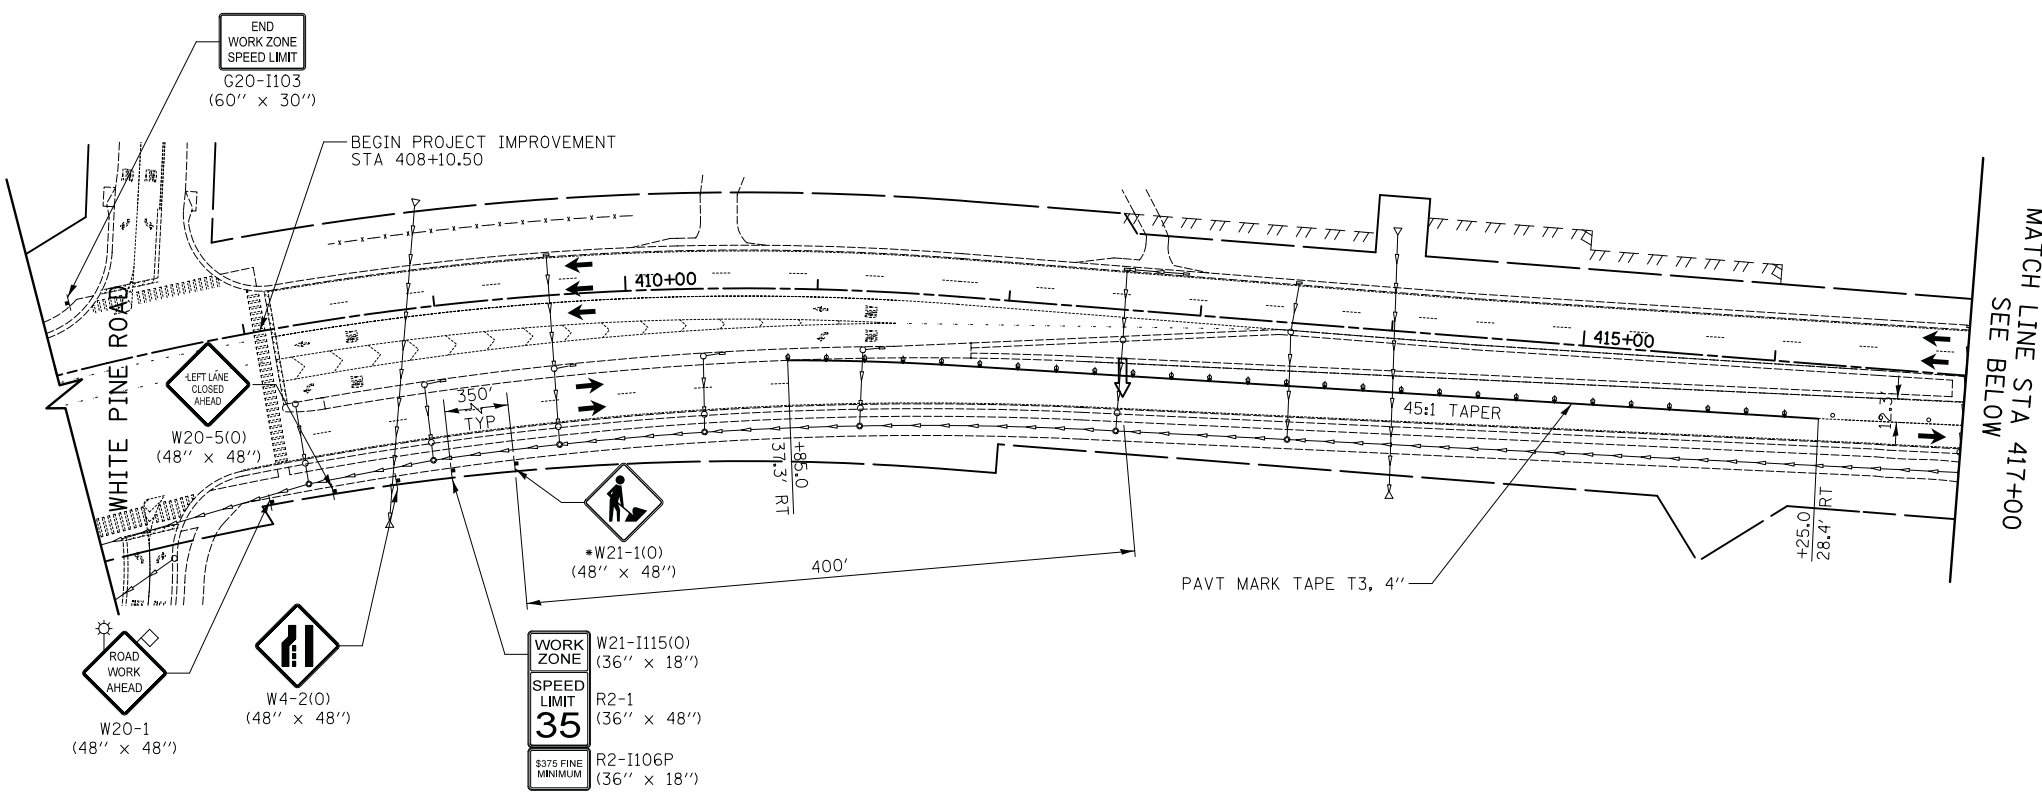 END
WORK ZONE
SPEED LIMIT
G20-I103
(60'' x 30'')
BEGIN PROJECT IMPROVEMENT
STA 408+10.50
WHITE PINE ROAD
LEFT LANE
CLOSED
AHEAD
W20-5(O)
(48'' x 48'')
410+00
415+00
350'
TYP
+85.0
37.3' RT
45:1 TAPER
12.3'
+25.0
28.4' RT
MATCH LINE STA 417+00
SEE BELOW
*W21-1(O)
(48'' x 48'')
400'
PAVT MARK TAPE T3, 4''
ROAD
WORK
AHEAD
W20-1
(48'' x 48'')
W4-2(O)
(48'' x 48'')
WORK
ZONE
W21-I115(O)
(36'' x 18'')
SPEED
LIMIT
35
R2-1
(36'' x 48'')
$375 FINE
MINIMUM
R2-I106P
(36'' x 18'')